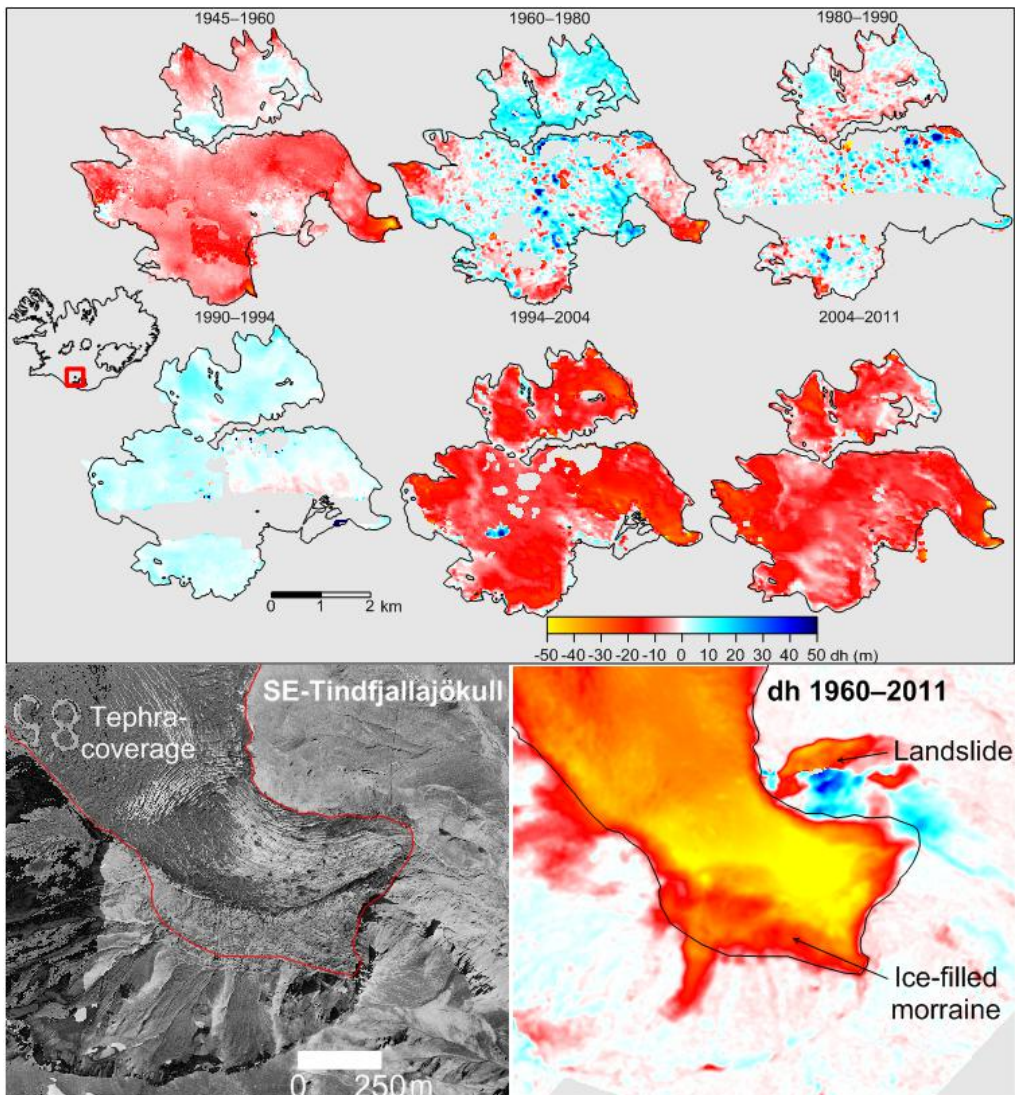 1945–1960
1960–1980
1980–1990
1990–1994
1994–2004
2004–2011
0 1 2 km
-50 -40 -30 -20 -10 0 10 20 30 40 50 dh (m)
SE-Tindfjallajökull
Tephra-
coverage
0 250m
dh 1960–2011
Landslide
Ice-filled
morraine